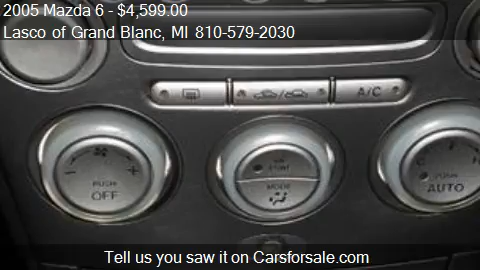 2005 Mazda 6 - $4,599.00
Lasco of Grand Blanc, MI 810-579-2030
A/C
- +
PUSH
OFF
MODE
C H
PUSH
AUTO
Tell us you saw it on Carsforsale.com